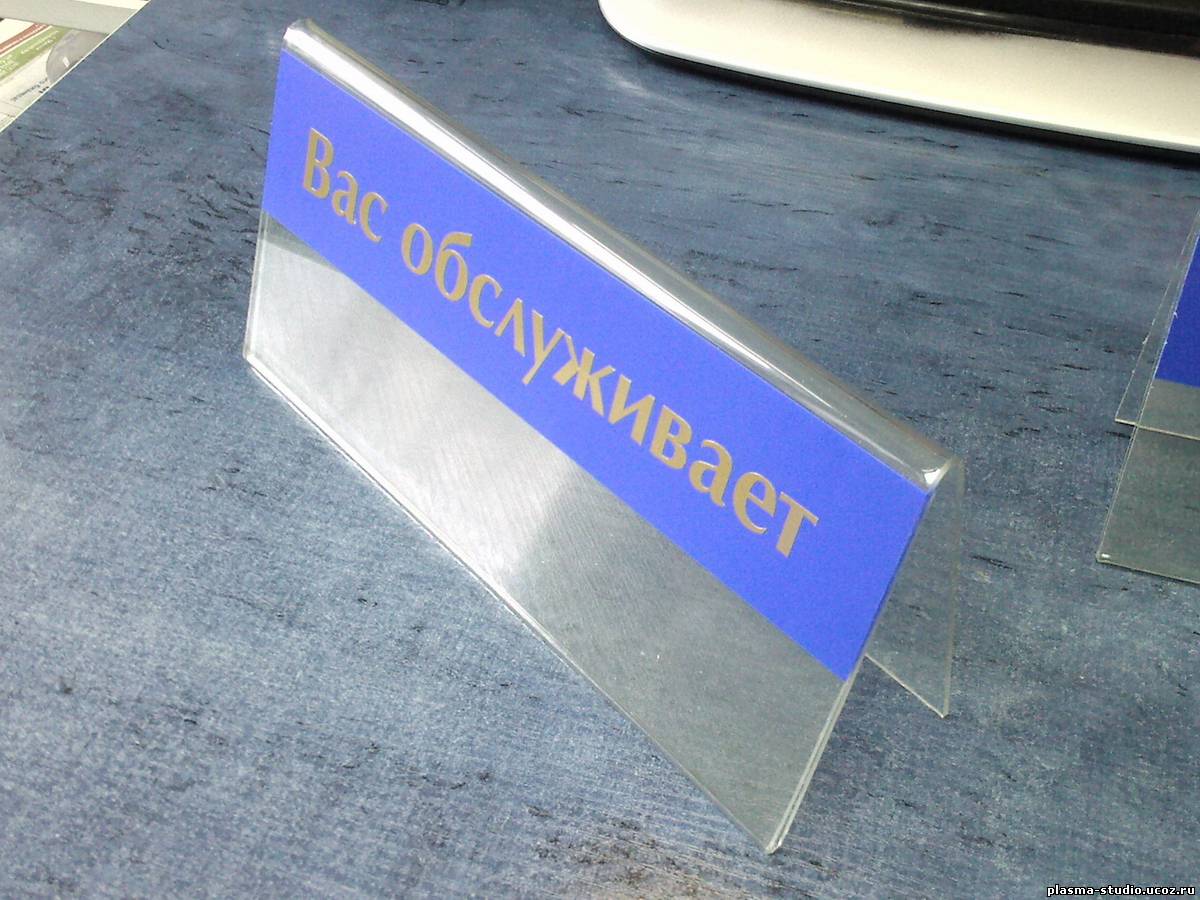 Вас обслуживает
plasma-studio.ucoz.ru